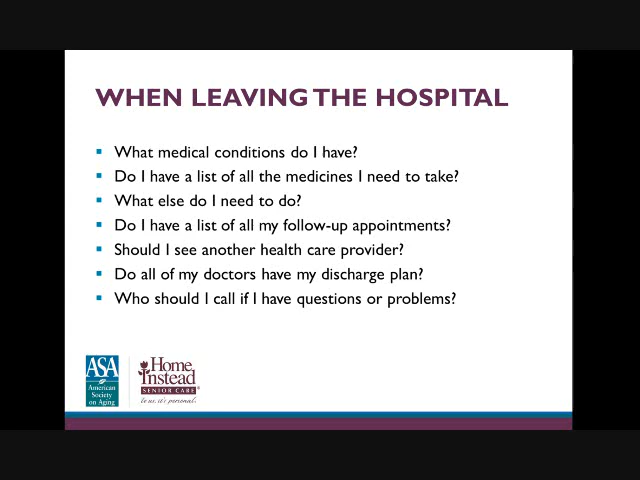 WHEN LEAVING THE HOSPITAL
What medical conditions do I have?
Do I have a list of all the medicines I need to take?
What else do I need to do?
Do I have a list of all my follow-up appointments?
Should I see another health care provider?
Do all of my doctors have my discharge plan?
Who should I call if I have questions or problems?
ASA
American
Society
on Aging
Home
Instead
SENIOR CARE®
to us, it's personal.